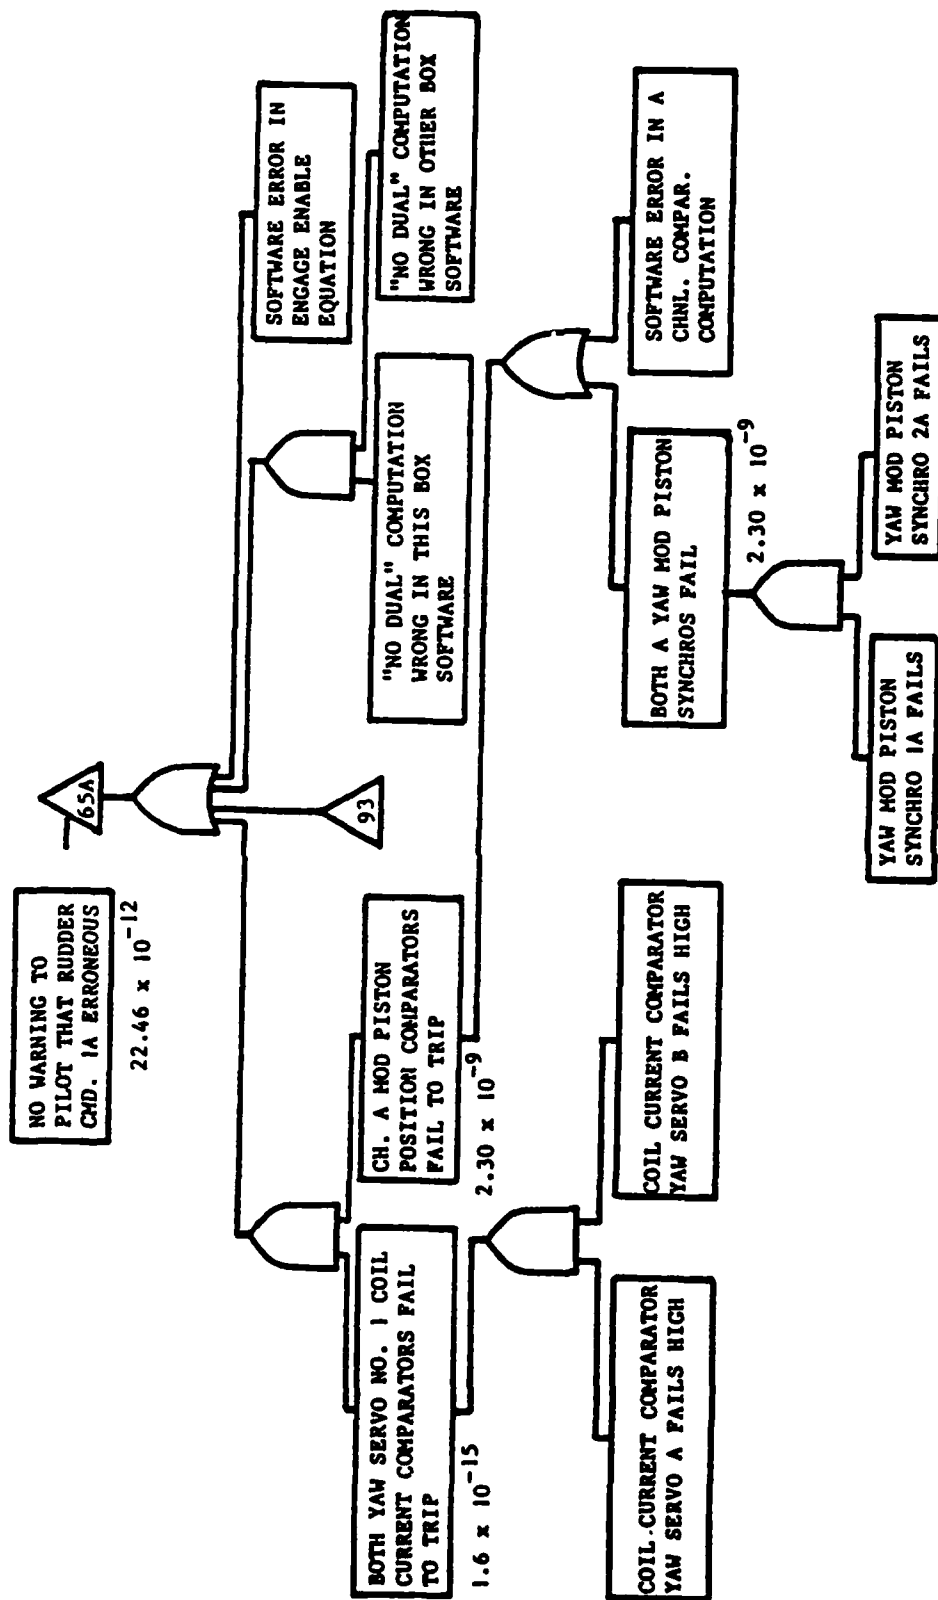 NO WARNING TO
PILOT THAT RUDDER
CMD. 1A ERRONEOUS
22.46 x 10-12
65A
93
SOFTWARE ERROR IN
ENGAGE ENABLE
EQUATION
BOTH YAW SERVO NO. 1 COIL
CURRENT COMPARATORS FAIL
TO TRIP
1.6 x 10-15
CH. A MOD PISTON
POSITION COMPARATORS
FAIL TO TRIP
2.30 x 10-9
"NO DUAL" COMPUTATION
WRONG IN THIS BOX
SOFTWARE
"NO DUAL" COMPUTATION
WRONG IN OTHER BOX
SOFTWARE
COIL-CURRENT COMPARATOR
YAW SERVO A FAILS HIGH
COIL CURRENT COMPARATOR
YAW SERVO B FAILS HIGH
BOTH A YAW MOD PISTON
SYNCHROS FAIL
2.30 x 10-9
SOFTWARE ERROR IN A
CHNL. COMPAR.
COMPUTATION
YAW MOD PISTON
SYNCHRO 1A FAILS
YAW MOD PISTON
SYNCHRO 2A FAILS